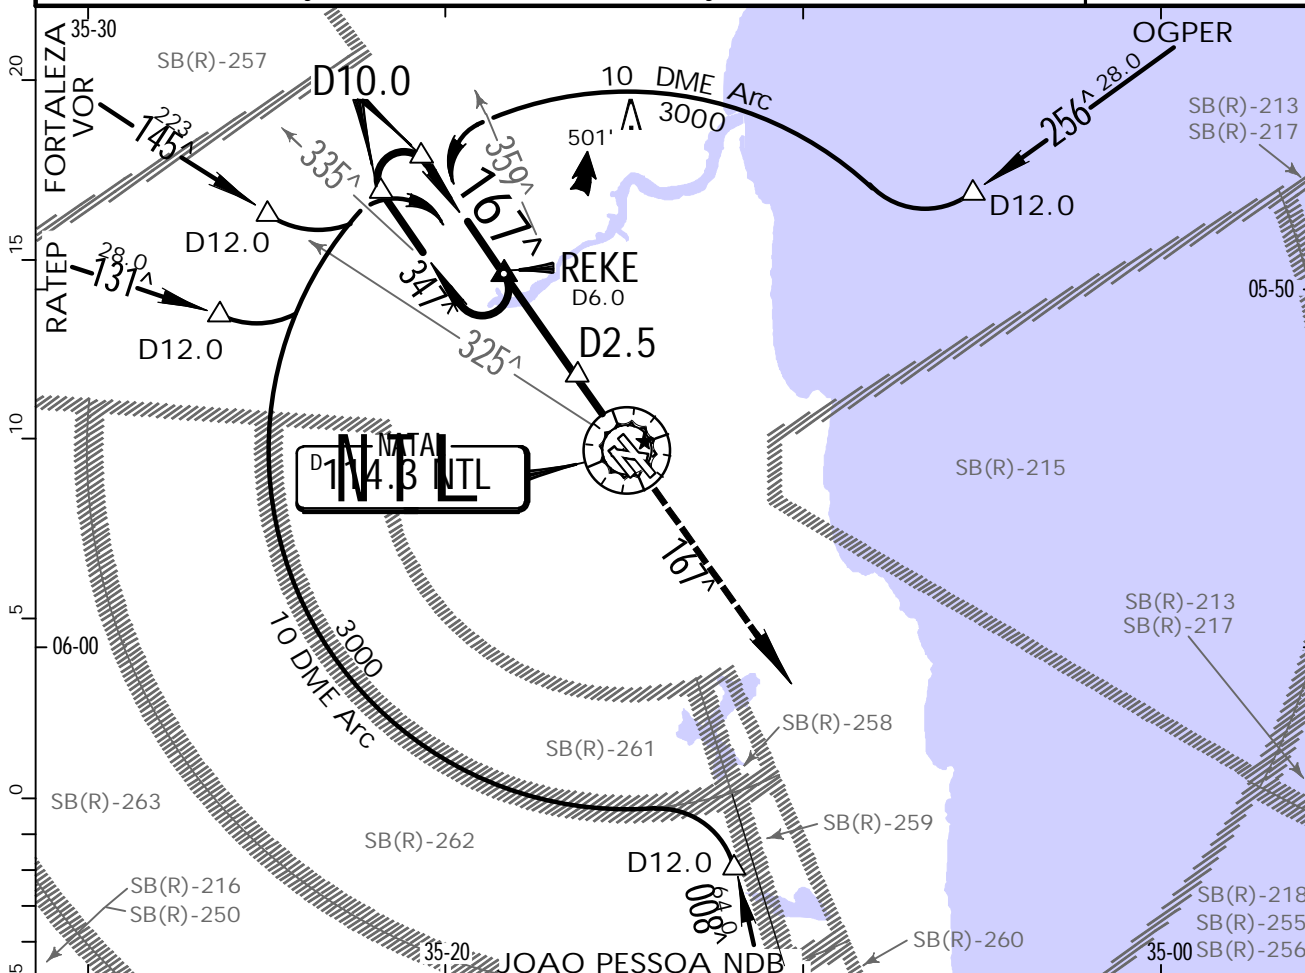 35-30
OGPER
20
FORTALEZA
VOR
SB(R)-257
D10.0
10 DME Arc
3000
28.0
256^
SB(R)-213
SB(R)-217
223
145^
335^
359^
501'
167^
D12.0
D12.0
15
RATEP
28.0
131^
347^
REKE
D6.0
05-50
D12.0
325^
D2.5
10
NATAL
D 114.3 NTL
NTL
SB(R)-215
167^
5
06-00
3000
10 DME Arc
SB(R)-213
SB(R)-217
SB(R)-258
SB(R)-261
0
SB(R)-263
SB(R)-262
SB(R)-259
D12.0
64.0
008^
SB(R)-216
SB(R)-250
SB(R)-218
SB(R)-255
SB(R)-256
SB(R)-260
35-20
35-00
JOAO PESSOA NDB
5